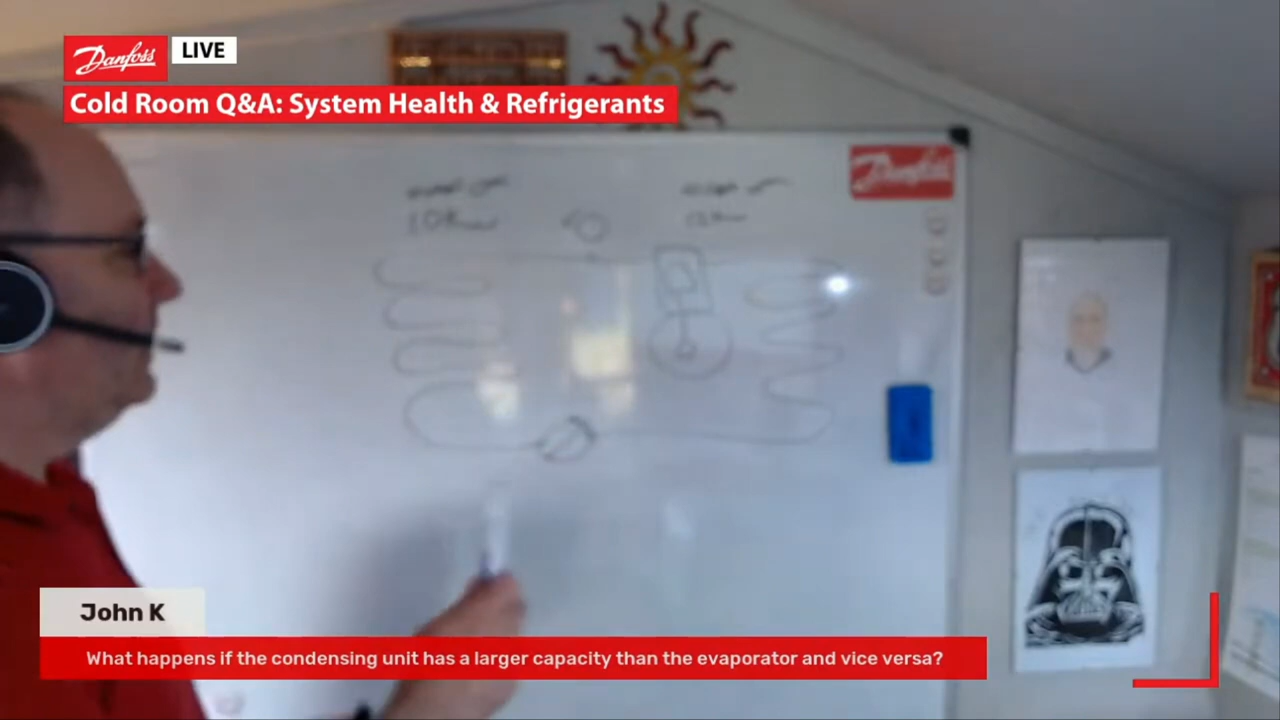 Danfoss
LIVE
Cold Room Q&A: System Health & Refrigerants
Danfoss
John K
What happens if the condensing unit has a larger capacity than the evaporator and vice versa?